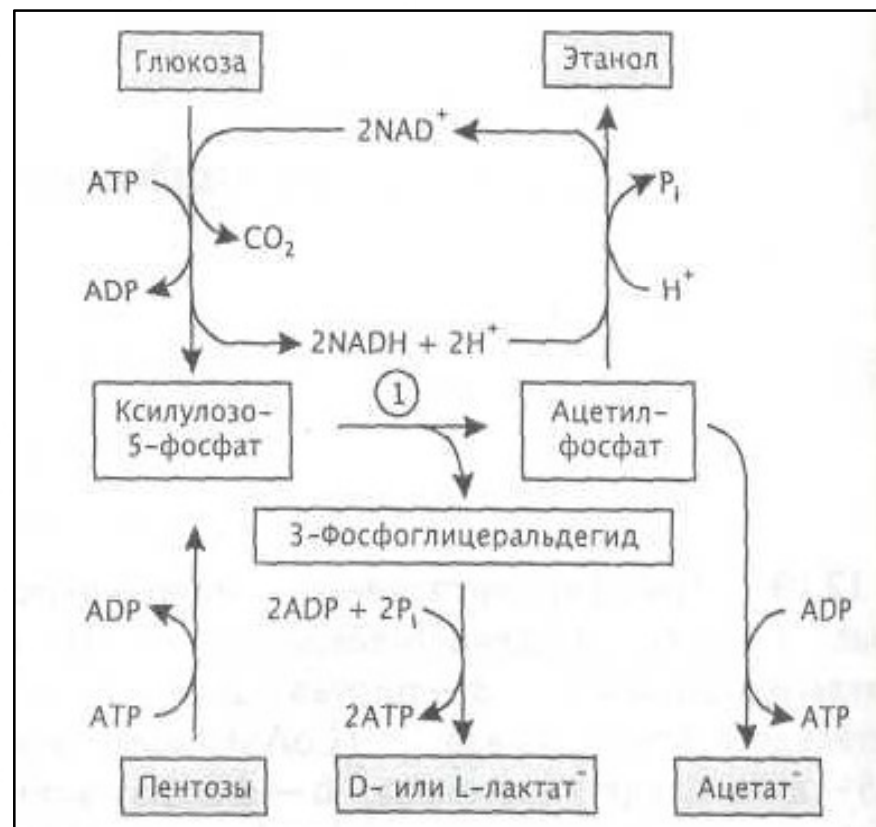 Глюкоза
Этанол
2NAD⁺
ATP
CO₂
Pᵢ
ADP
H⁺
2NADH + 2H⁺
1
Ксилулозо-
5-фосфат
Ацетил-
фосфат
3-Фосфоглицеральдегид
ADP
2ADP + 2Pᵢ
ADP
ATP
2ATP
ATP
Пентозы
D- или L-лактат⁻
Ацетат⁻